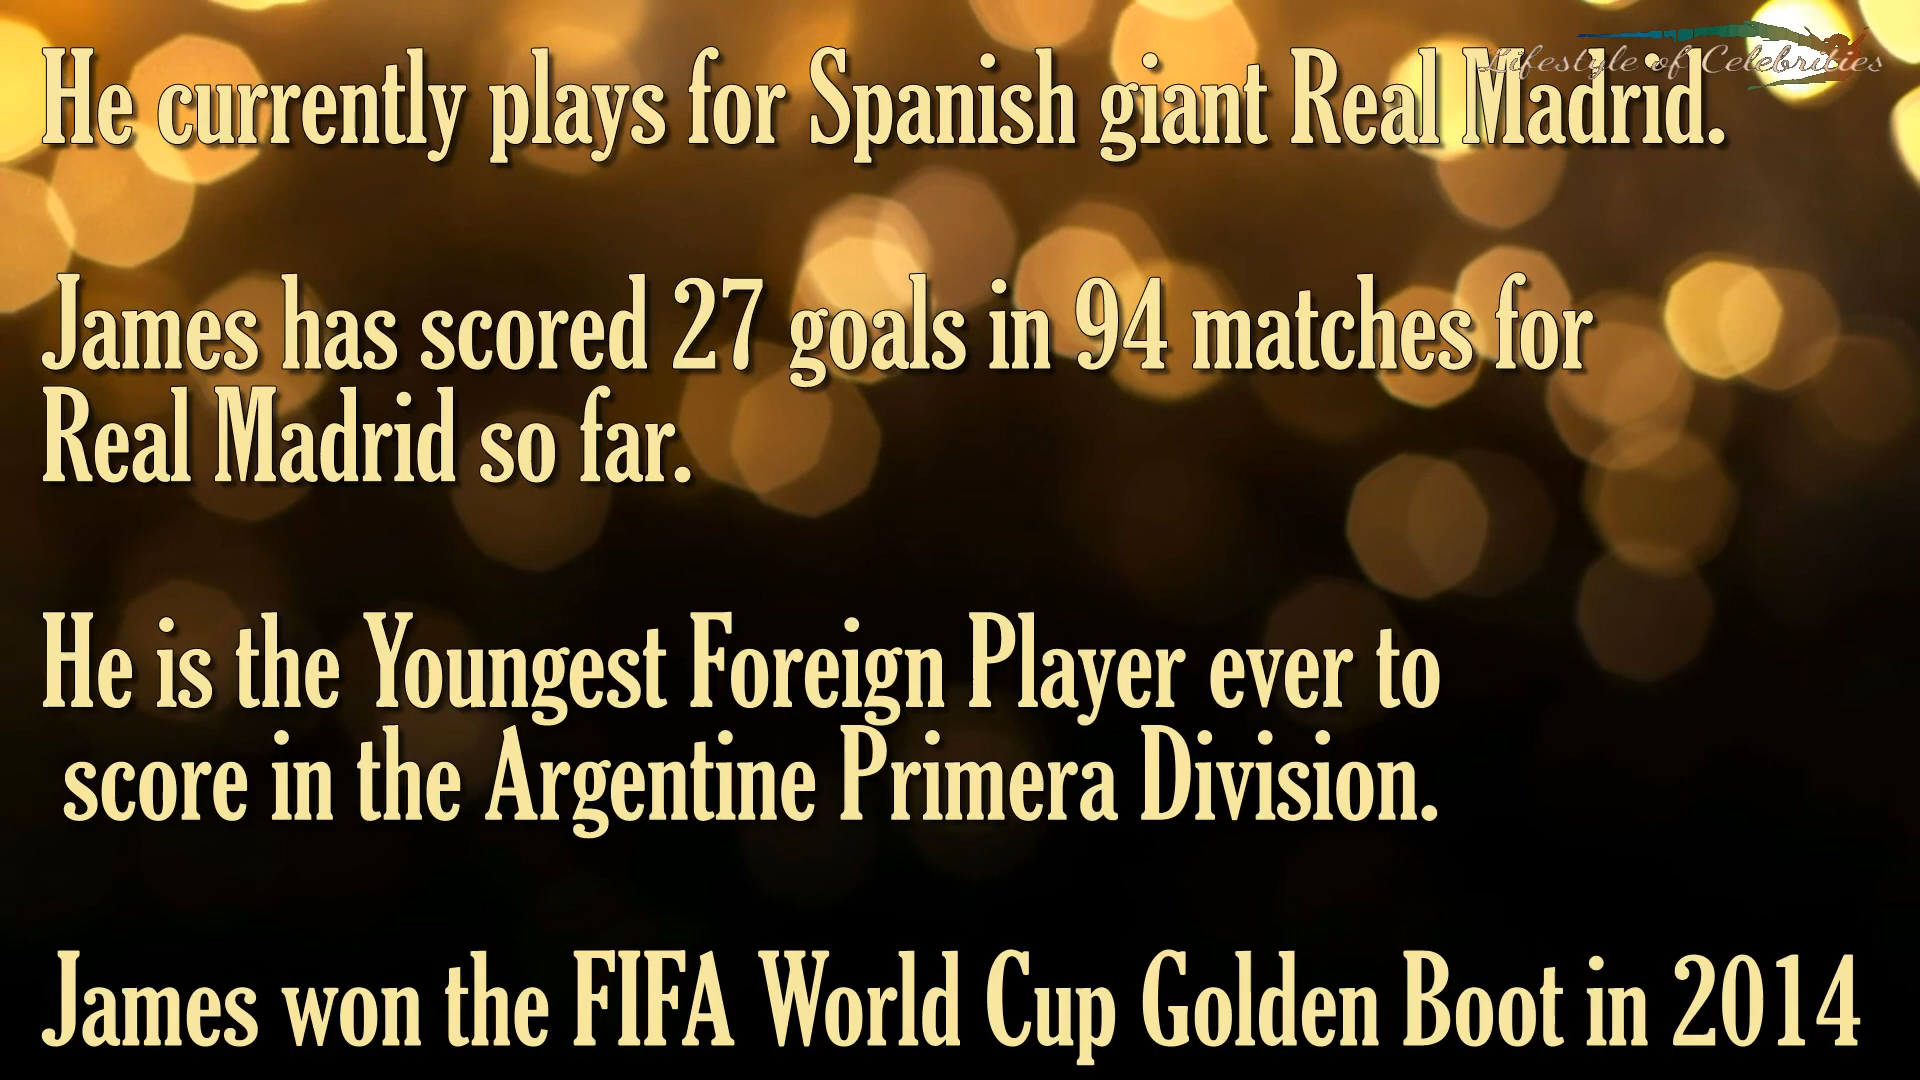 Lifestyle of Celebrities
He currently plays for Spanish giant Real Madrid.
James has scored 27 goals in 94 matches for
Real Madrid so far.
He is the Youngest Foreign Player ever to
score in the Argentine Primera Division.
James won the FIFA World Cup Golden Boot in 2014